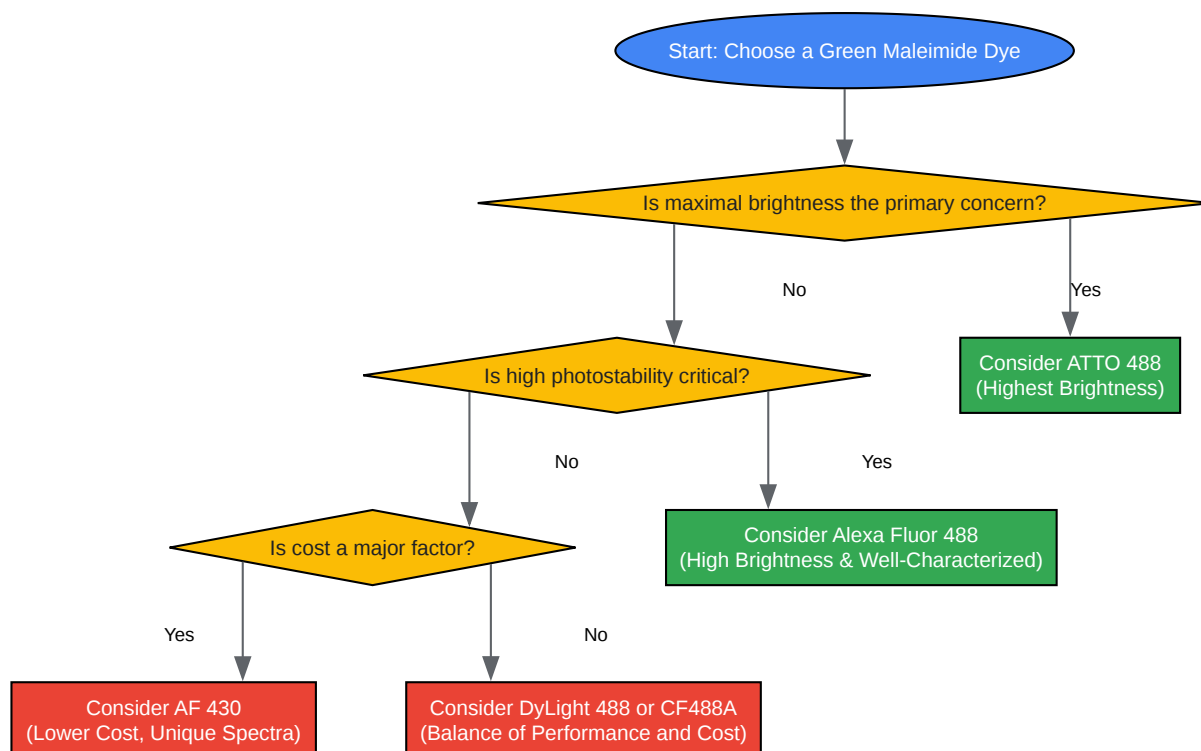 Start: Choose a Green Maleimide Dye
Is maximal brightness the primary concern?
No
Yes
Is high photostability critical?
Consider ATTO 488
(Highest Brightness)
No
Yes
Is cost a major factor?
Consider Alexa Fluor 488
(High Brightness & Well-Characterized)
Yes
No
Consider AF 430
(Lower Cost, Unique Spectra)
Consider DyLight 488 or CF488A
(Balance of Performance and Cost)